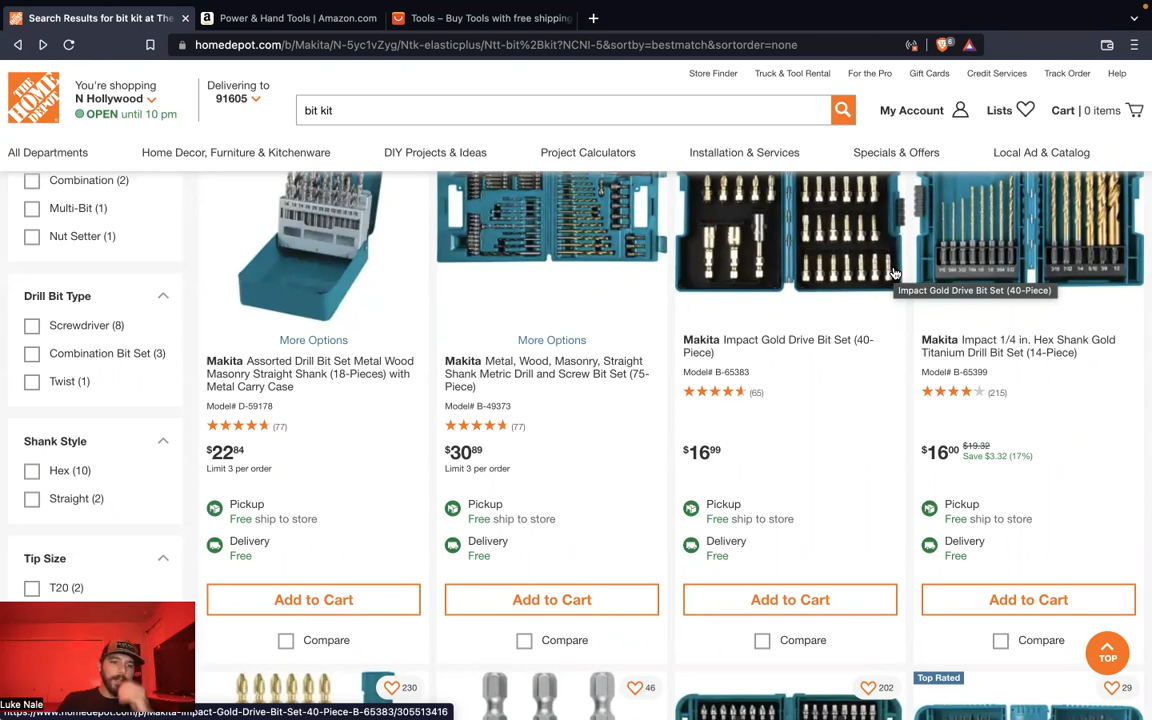 Search Results for bit kit at The
Power & Hand Tools | Amazon.com
Tools – Buy Tools with free shipping
homedepot.com/b/Makita/N-5yc1vZyg/Ntk-elasticplus/Ntt-bit%2Bkit?NCNI-5&sortby=bestmatch&sortorder=none
6
Store Finder
Truck & Tool Rental
For the Pro
Gift Cards
Credit Services
Track Order
Help
THE HOME DEPOT
You're shopping
N Hollywood
OPEN until 10 pm
Delivering to
91605
bit kit
My Account
Lists
Cart | 0 items
All Departments
Home Decor, Furniture & Kitchenware
DIY Projects & Ideas
Project Calculators
Installation & Services
Specials & Offers
Local Ad & Catalog
Combination (2)
Multi-Bit (1)
Nut Setter (1)
Drill Bit Type
Screwdriver (8)
Combination Bit Set (3)
Twist (1)
Shank Style
Hex (10)
Straight (2)
Tip Size
T20 (2)
More Options
Makita Assorted Drill Bit Set Metal Wood
Masonry Straight Shank (18-Pieces) with
Metal Carry Case
Model# D-59178
(77)
$22 84
Limit 3 per order
Pickup
Free ship to store
Delivery
Free
Add to Cart
Compare
More Options
Makita Metal, Wood, Masonry, Straight
Shank Metric Drill and Screw Bit Set (75-
Piece)
Model# B-49373
(77)
$30 89
Limit 3 per order
Pickup
Free ship to store
Delivery
Free
Add to Cart
Compare
Impact Gold Drive Bit Set (40-Piece)
Makita Impact Gold Drive Bit Set (40-
Piece)
Model# B-65383
(65)
$16 99
Pickup
Free ship to store
Delivery
Free
Add to Cart
Compare
Makita Impact 1/4 in. Hex Shank Gold
Titanium Drill Bit Set (14-Piece)
Model# B-65399
(215)
$16 00
$19.32
Save $3.32 (17%)
Pickup
Free ship to store
Delivery
Free
Add to Cart
Compare
TOP
230
46
202
Top Rated
29
Luke Nale
https://www.homedepot.com/p/Makita-Impact-Gold-Drive-Bit-Set-40-Piece-B-65383/305513416